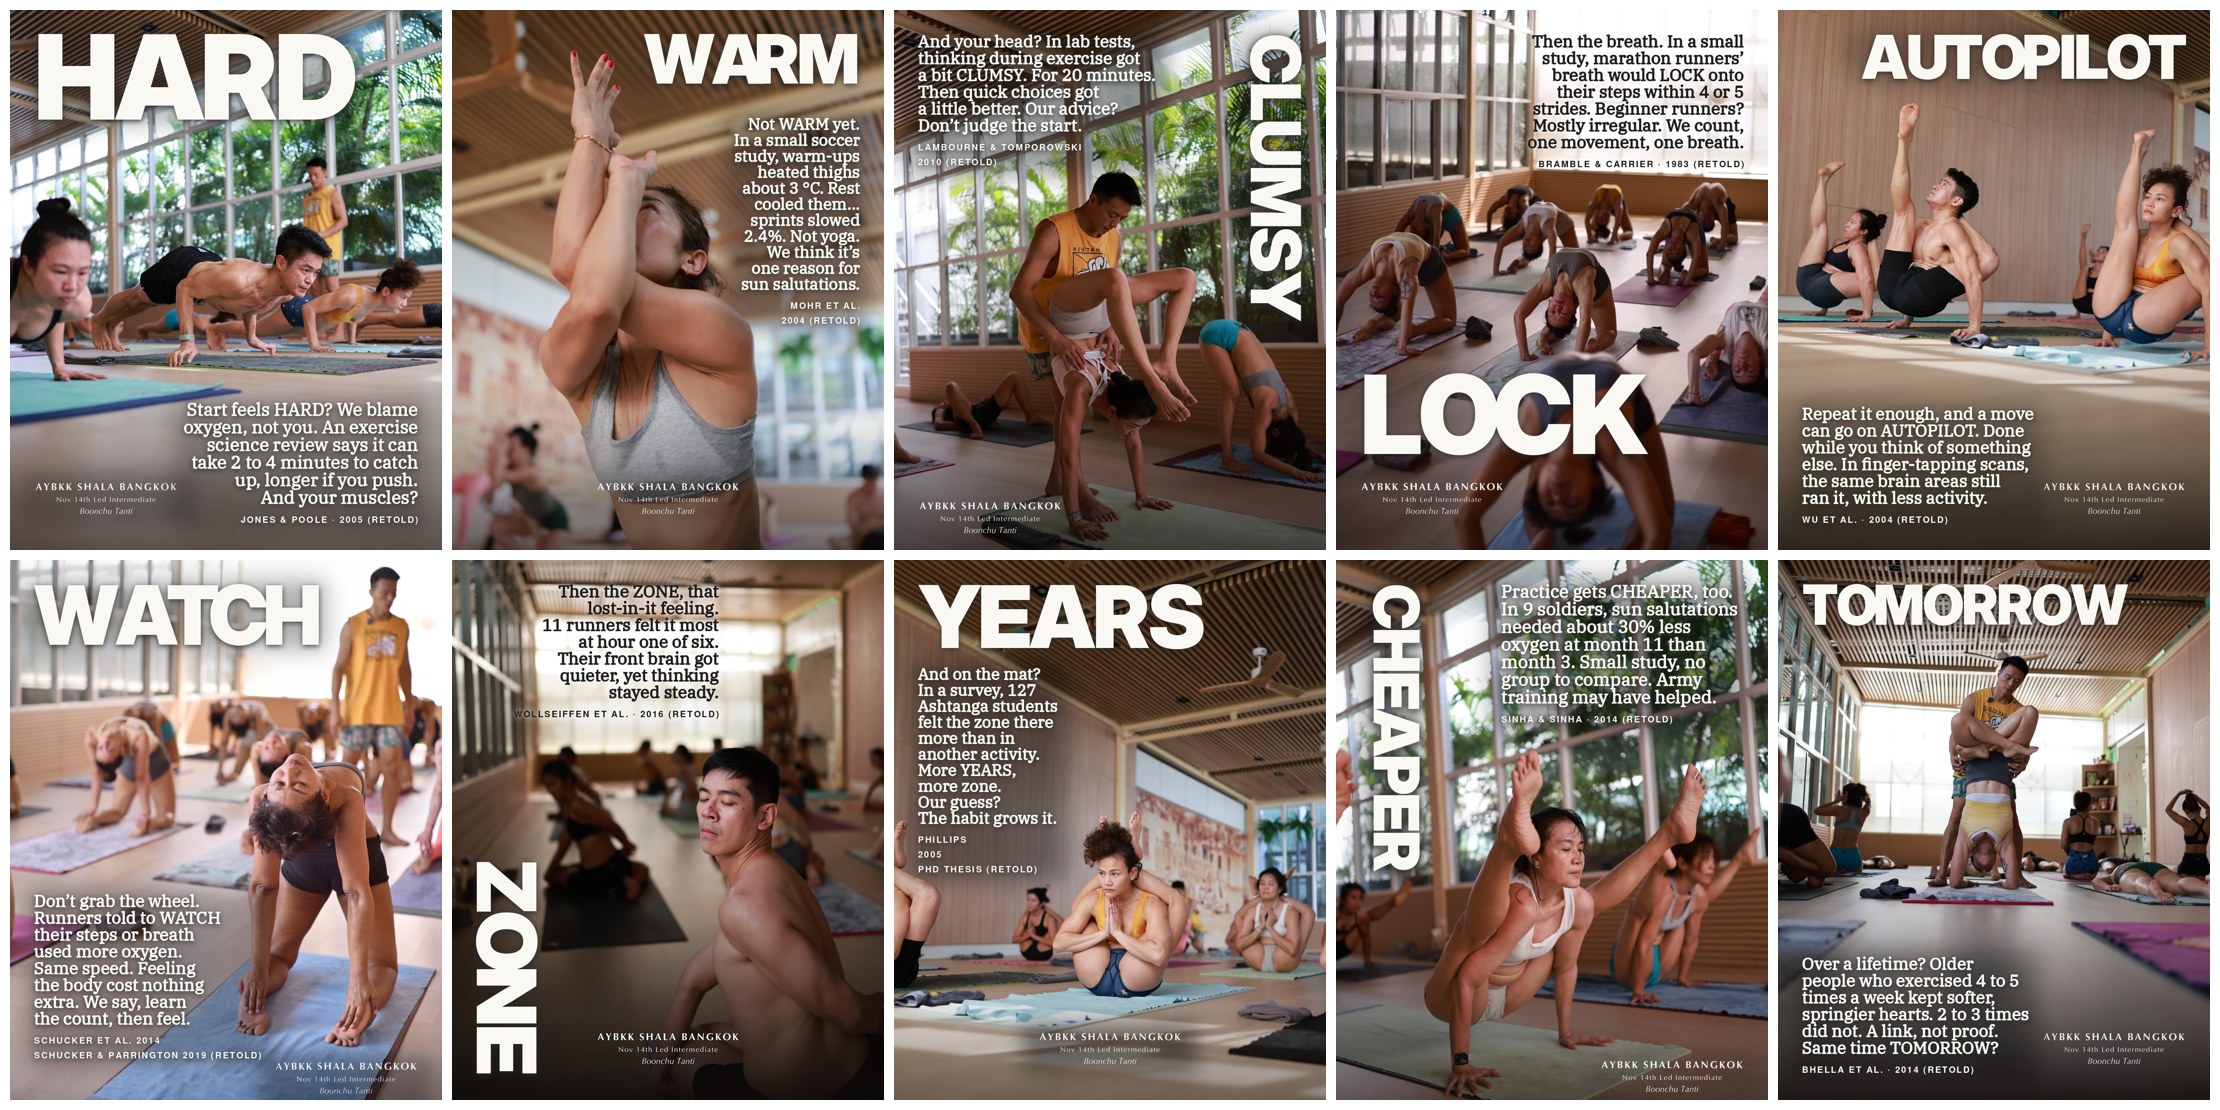 HARD
Start feels HARD? We blame
oxygen, not you. An exercise
science review says it can
take 2 to 4 minutes to catch
up, longer if you push.
And your muscles?
JONES & POOLE · 2005 (RETOLD)
AYBKK SHALA BANGKOK
Nov 14th Led Intermediate
Boonchu Tanti
WARM
Not WARM yet.
In a small soccer
study, warm-ups
heated thighs
about 3 °C. Rest
cooled them...
sprints slowed
2.4%. Not yoga.
We think it's
one reason for
sun salutations.
MOHR ET AL.
2004 (RETOLD)
AYBKK SHALA BANGKOK
Nov 14th Led Intermediate
Boonchu Tanti
And your head? In lab tests,
thinking during exercise got
a bit CLUMSY. For 20 minutes.
Then quick choices got
a little better. Our advice?
Don't judge the start.
LAMBOURNE & TOMPOROWSKI
2010 (RETOLD)
CLUMSY
AYBKK SHALA BANGKOK
Nov 14th Led Intermediate
Boonchu Tanti
Then the breath. In a small
study, marathon runners'
breath would LOCK onto
their steps within 4 or 5
strides. Beginner runners?
Mostly irregular. We count,
one movement, one breath.
BRAMBLE & CARRIER · 1983 (RETOLD)
LOCK
AYBKK SHALA BANGKOK
Nov 14th Led Intermediate
Boonchu Tanti
AUTOPILOT
Repeat it enough, and a move
can go on AUTOPILOT. Done
while you think of something
else. In finger-tapping scans,
the same brain areas still
ran it, with less activity.
WU ET AL. · 2004 (RETOLD)
AYBKK SHALA BANGKOK
Nov 14th Led Intermediate
Boonchu Tanti
WATCH
Don't grab the wheel.
Runners told to WATCH
their steps or breath
used more oxygen.
Same speed. Feeling
the body cost nothing
extra. We say, learn
the count, then feel.
SCHUCKER ET AL. 2014
SCHUCKER & PARRINGTON 2019 (RETOLD)
AYBKK SHALA BANGKOK
Nov 14th Led Intermediate
Boonchu Tanti
Then the ZONE, that
lost-in-it feeling.
11 runners felt it most
at hour one of six.
Their front brain got
quieter, yet thinking
stayed steady.
WOLLSEIFFEN ET AL. · 2016 (RETOLD)
ZONE
AYBKK SHALA BANGKOK
Nov 14th Led Intermediate
Boonchu Tanti
YEARS
And on the mat?
In a survey, 127
Ashtanga students
felt the zone there
more than in
another activity.
More YEARS,
more zone.
Our guess?
The habit grows it.
PHILLIPS
2005
PHD THESIS (RETOLD)
AYBKK SHALA BANGKOK
Nov 14th Led Intermediate
Boonchu Tanti
CHEAPER
Practice gets CHEAPER, too.
In 9 soldiers, sun salutations
needed about 30% less
oxygen at month 11 than
month 3. Small study, no
group to compare. Army
training may have helped.
SINHA & SINHA · 2014 (RETOLD)
AYBKK SHALA BANGKOK
Nov 14th Led Intermediate
Boonchu Tanti
TOMORROW
Over a lifetime? Older
people who exercised 4 to 5
times a week kept softer,
springier hearts. 2 to 3 times
did not. A link, not proof.
Same time TOMORROW?
BHELLA ET AL. · 2014 (RETOLD)
AYBKK SHALA BANGKOK
Nov 14th Led Intermediate
Boonchu Tanti